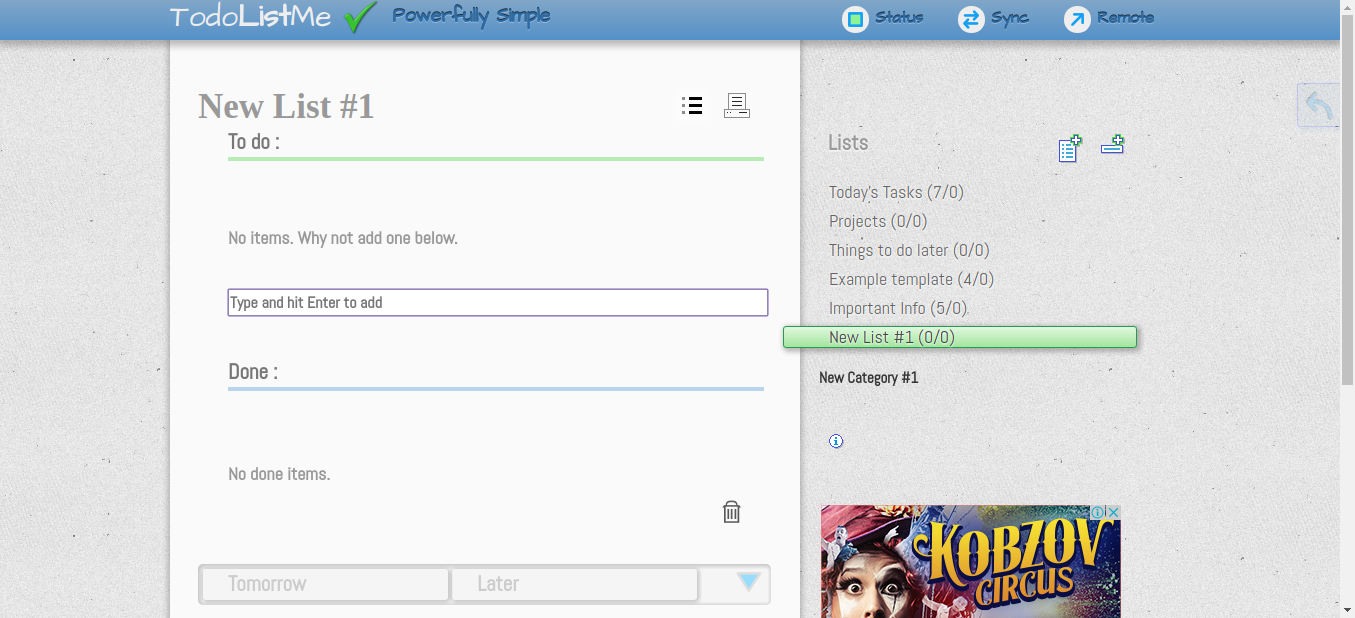 TodoListMe
Powerfully Simple
Status
Sync
Remote
New List #1
To do :
No items. Why not add one below.
Type and hit Enter to add
Done :
No done items.
Tomorrow
Later
Lists
Today's Tasks (7/0)
Projects (0/0)
Things to do later (0/0)
Example template (4/0)
Important Info (5/0)
New List #1 (0/0)
New Category #1
KOBZOV
CIRCUS